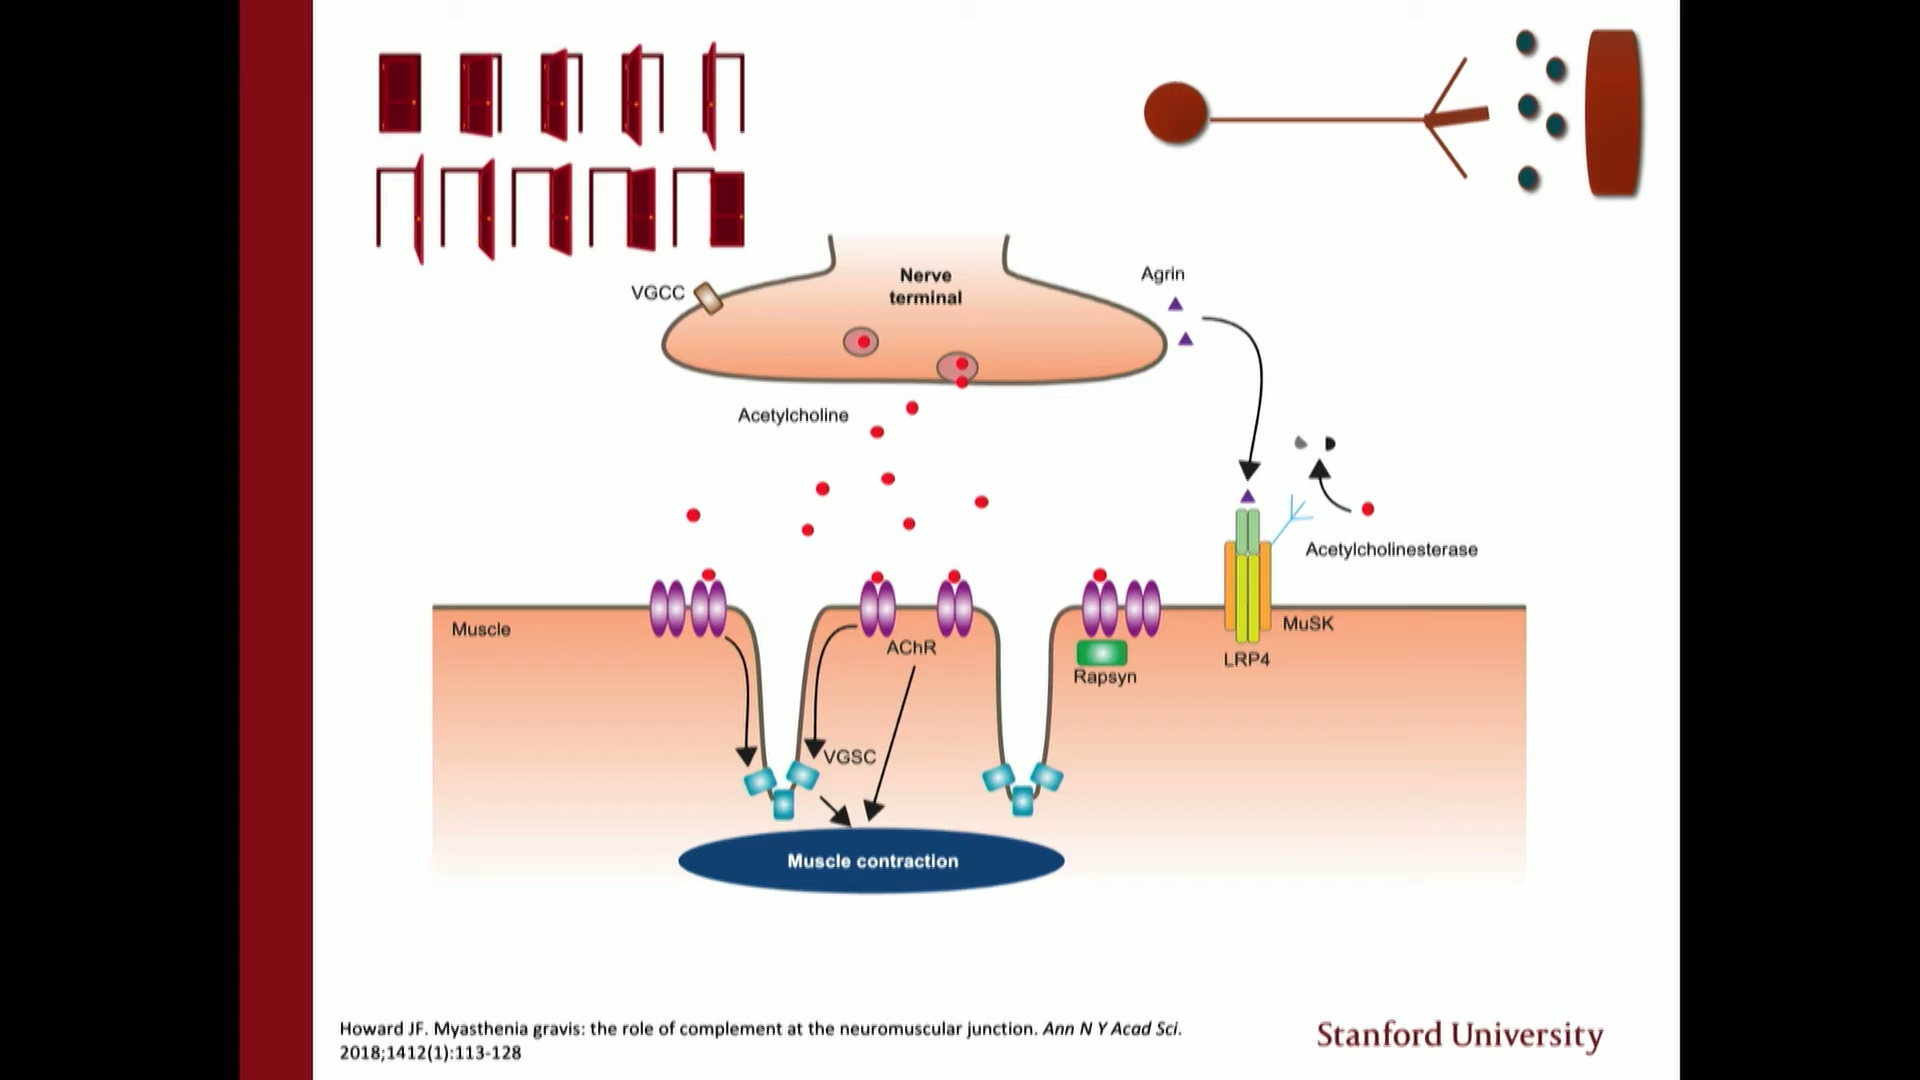 Nerve
terminal
VGCC
Agrin
Acetylcholine
Acetylcholinesterase
Muscle
AChR
MuSK
LRP4
Rapsyn
VGSC
Muscle contraction
Howard JF. Myasthenia gravis: the role of complement at the neuromuscular junction. Ann N Y Acad Sci.
2018;1412(1):113-128
Stanford University